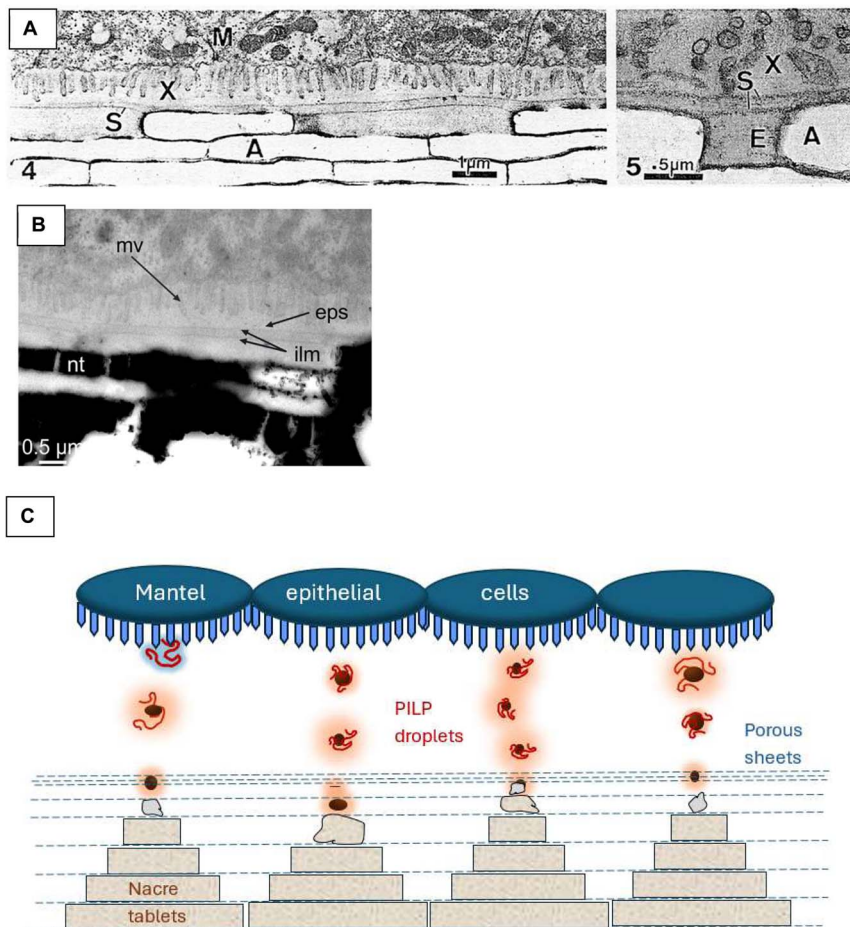 A
M
X
S
A
4
1µm
X
S
E
A
5
.5µm
B
mv
eps
ilm
nt
0.5 µm
C
Mantel epithelial cells
PILP
droplets
Porous
sheets
Nacre
tablets